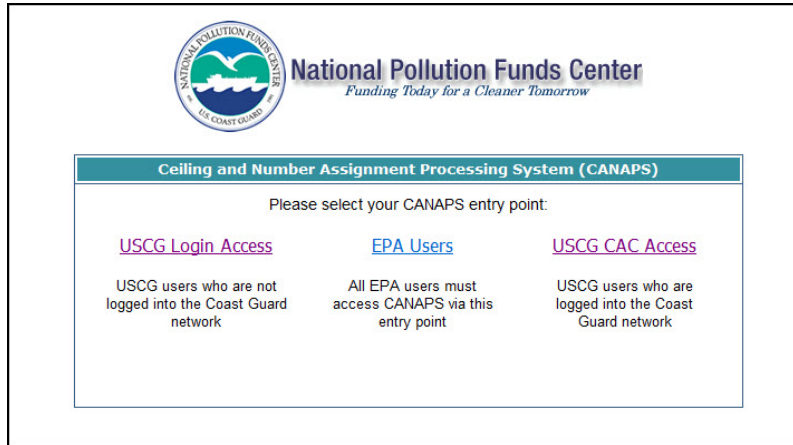 NATIONAL POLLUTION FUNDS CENTER
U.S. COAST GUARD
National Pollution Funds Center
Funding Today for a Cleaner Tomorrow
Ceiling and Number Assignment Processing System (CANAPS)
Please select your CANAPS entry point:
USCG Login Access
USCG users who are not
logged into the Coast Guard
network
EPA Users
All EPA users must
access CANAPS via this
entry point
USCG CAC Access
USCG users who are
logged into the Coast
Guard network